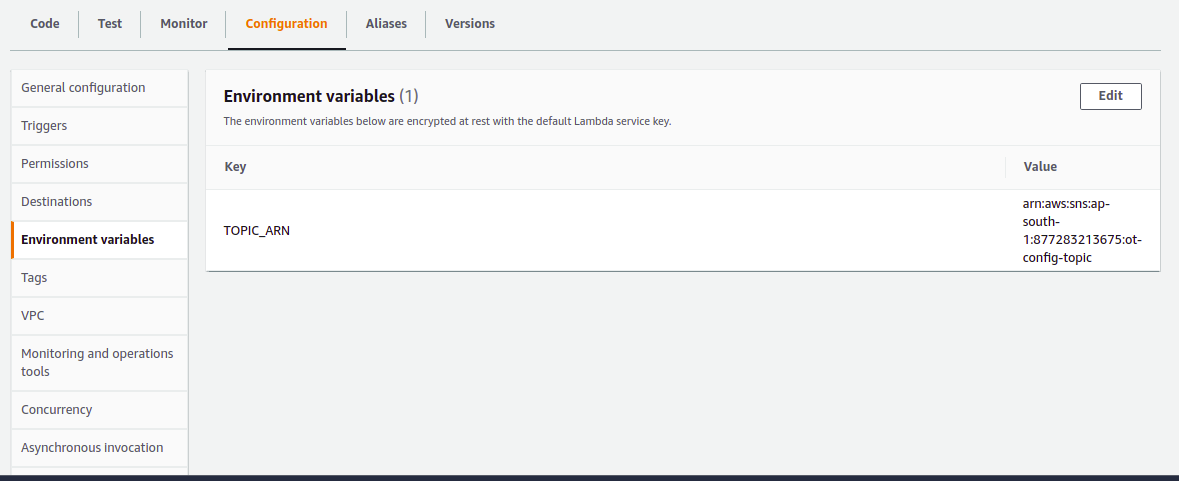 Code
Test
Monitor
Configuration
Aliases
Versions
General configuration
Triggers
Permissions
Destinations
Environment variables
Tags
VPC
Monitoring and operations
tools
Concurrency
Asynchronous invocation
Environment variables (1)
Edit
The environment variables below are encrypted at rest with the default Lambda service key.
Key
Value
TOPIC_ARN
arn:aws:sns:ap-
south-
1:877283213675:ot-
config-topic